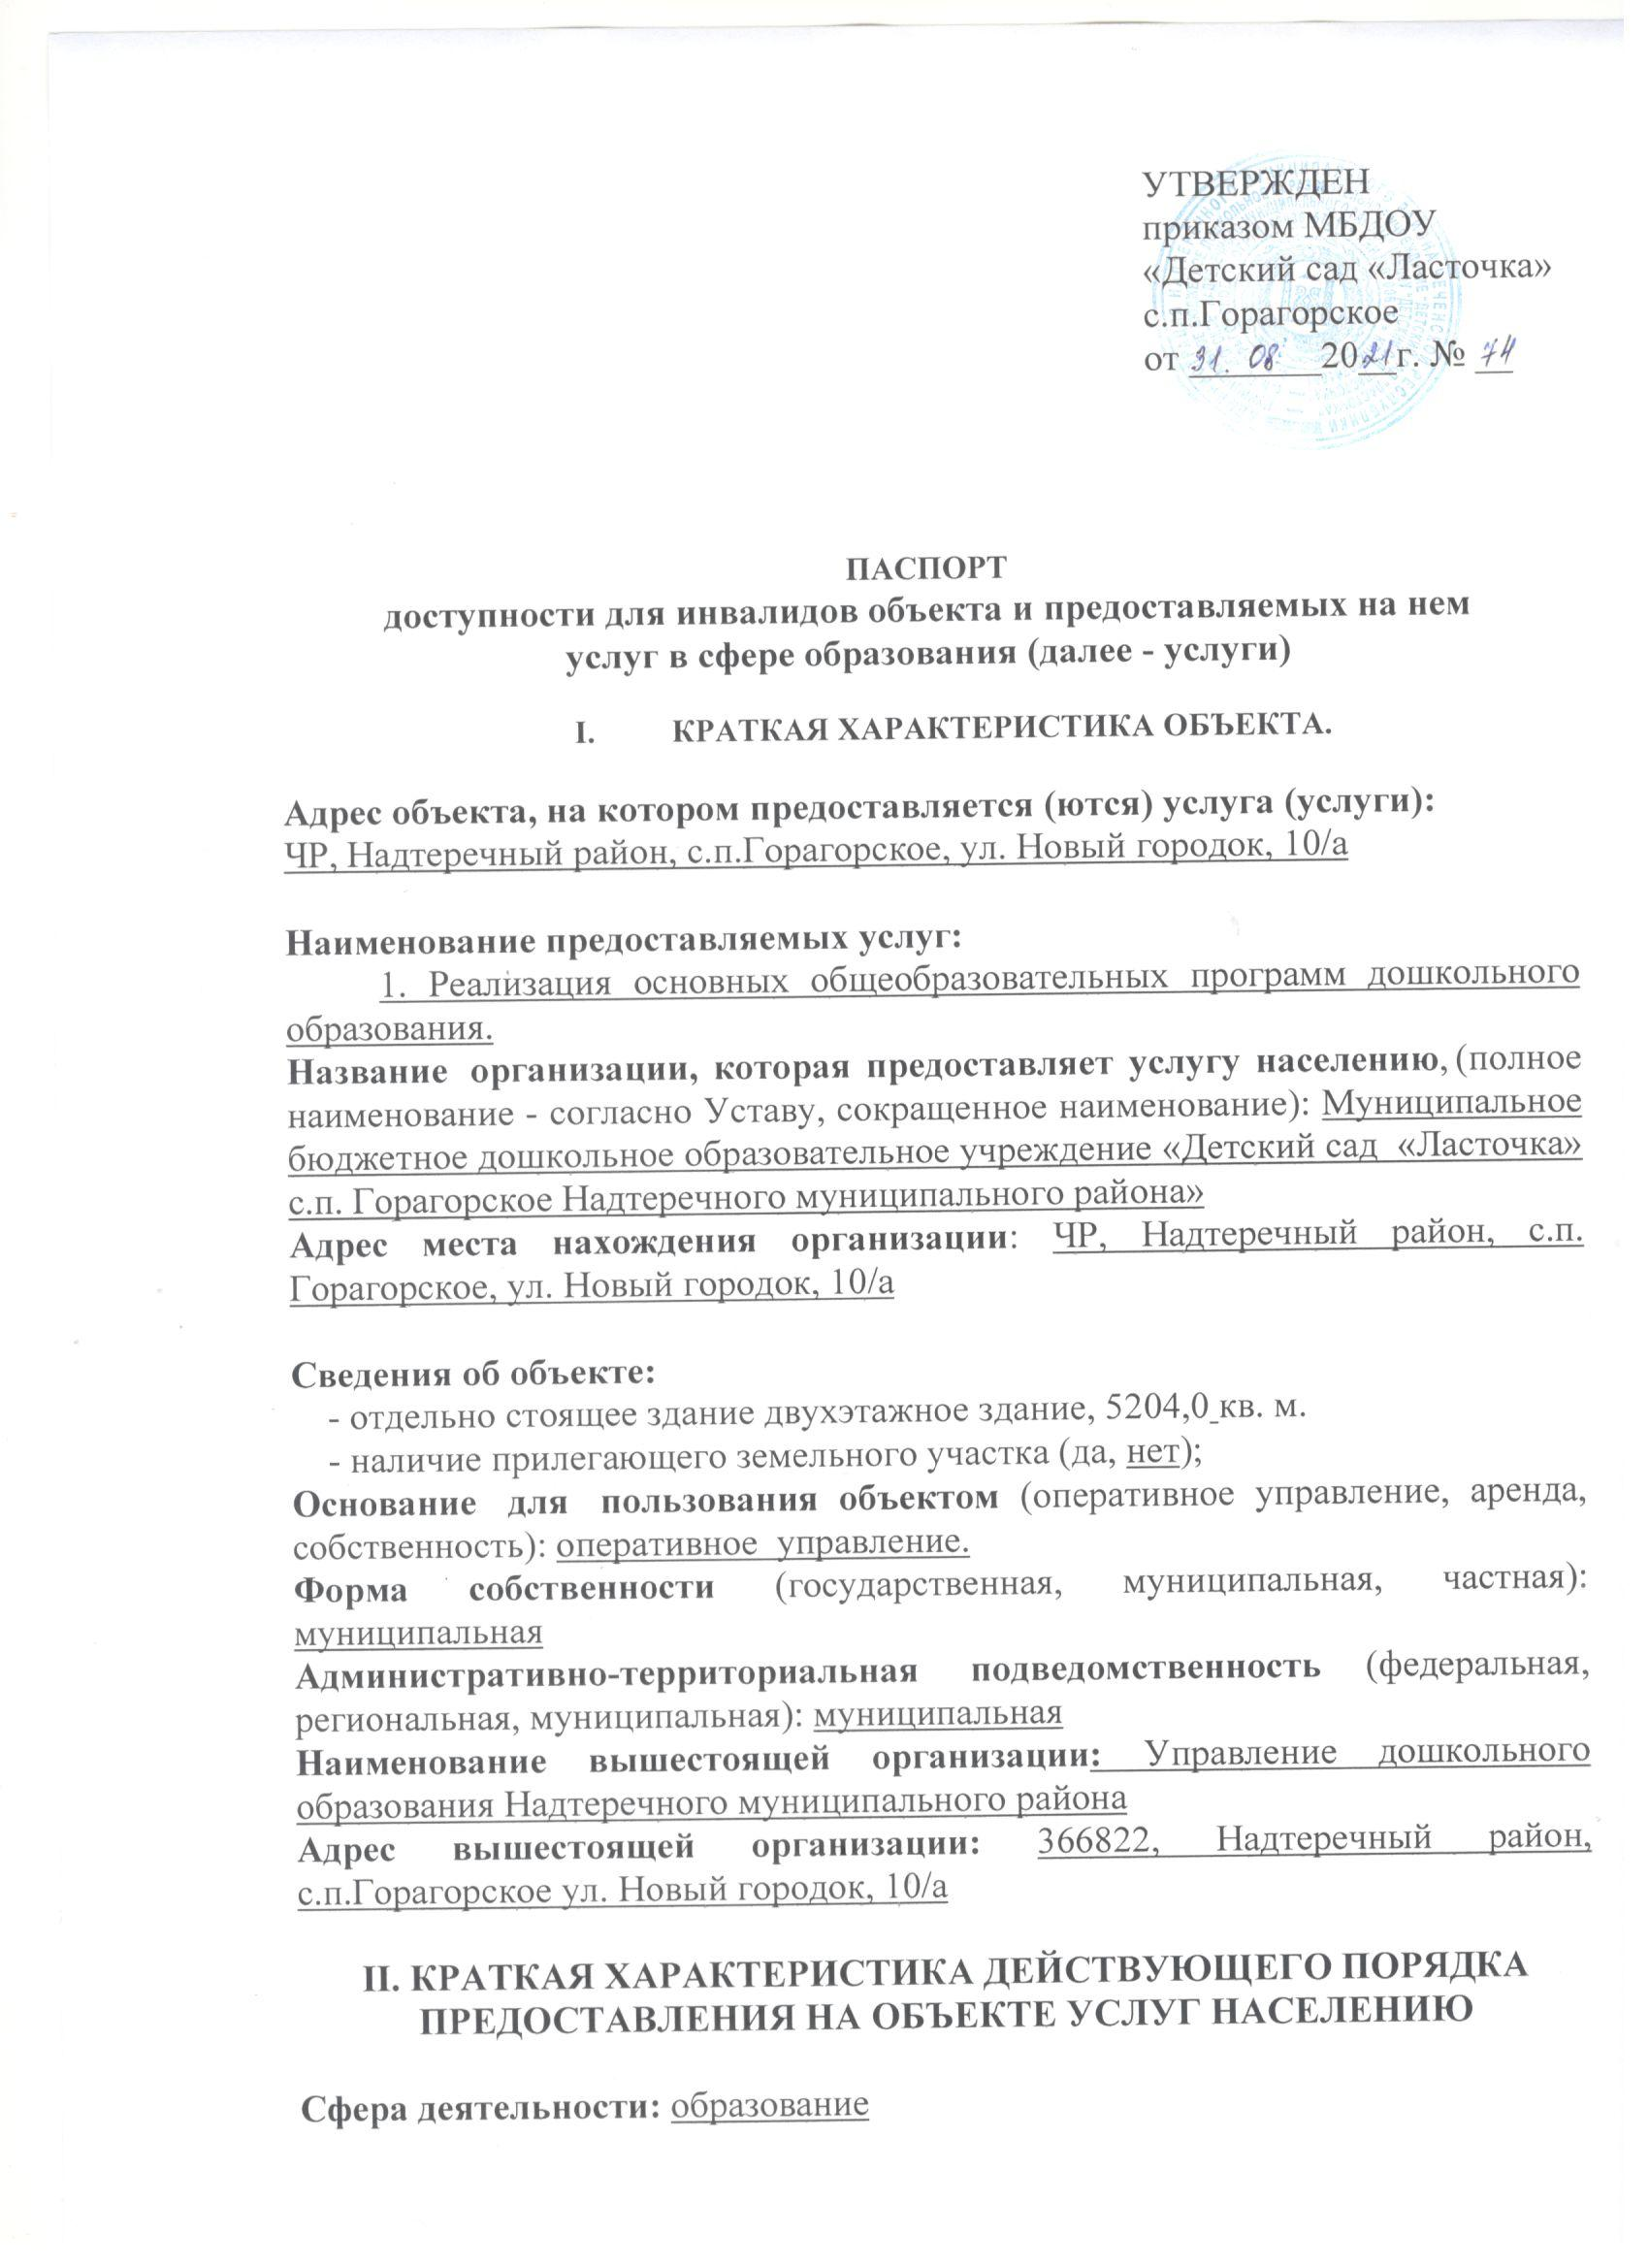 УТВЕРЖДЕН
приказом МБДОУ
«Детский сад «Ласточка»
с.п.Горагорское
от 31. 08. 2021г. № 74
ПАСПОРТ
доступности для инвалидов объекта и предоставляемых на нем
услуг в сфере образования (далее - услуги)
I. КРАТКАЯ ХАРАКТЕРИСТИКА ОБЪЕКТА.
Адрес объекта, на котором предоставляется (ются) услуга (услуги):
ЧР, Надтеречный район, с.п.Горагорское, ул. Новый городок, 10/а
Наименование предоставляемых услуг:
1. Реализация основных общеобразовательных программ дошкольного
образования.
Название организации, которая предоставляет услугу населению, (полное
наименование - согласно Уставу, сокращенное наименование): Муниципальное
бюджетное дошкольное образовательное учреждение «Детский сад «Ласточка»
с.п. Горагорское Надтеречного муниципального района»
Адрес места нахождения организации: ЧР, Надтеречный район, с.п.
Горагорское, ул. Новый городок, 10/а
Сведения об объекте:
- отдельно стоящее здание двухэтажное здание, 5204,0 кв. м.
- наличие прилегающего земельного участка (да, нет);
Основание для пользования объектом (оперативное управление, аренда,
собственность): оперативное управление.
Форма собственности (государственная, муниципальная, частная):
муниципальная
Административно-территориальная подведомственность (федеральная,
региональная, муниципальная): муниципальная
Наименование вышестоящей организации: Управление дошкольного
образования Надтеречного муниципального района
Адрес вышестоящей организации: 366822, Надтеречный район,
с.п.Горагорское ул. Новый городок, 10/а
II. КРАТКАЯ ХАРАКТЕРИСТИКА ДЕЙСТВУЮЩЕГО ПОРЯДКА
ПРЕДОСТАВЛЕНИЯ НА ОБЪЕКТЕ УСЛУГ НАСЕЛЕНИЮ
Сфера деятельности: образование